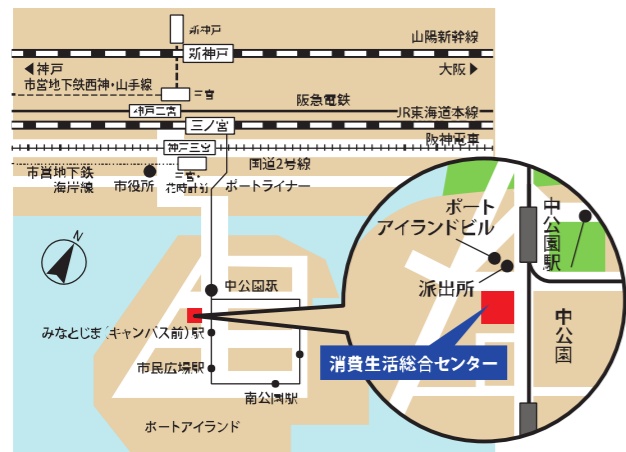 新神戸
山陽新幹線
新神戸
◀神戸
大阪▶
市営地下鉄西神・山手線
三宮
阪急電鉄
神戸三宮
JR東海道本線
三ノ宮
阪神電車
神戸三宮
国道2号線
市営地下鉄
海岸線
市役所
三宮・
花時計前
ポートライナー
N
中公園駅
みなとじま(キャンパス前)駅
市民広場駅
南公園駅
ポートアイランド
ポート
アイランドビル
中公園駅
派出所
中公園
消費生活総合センター